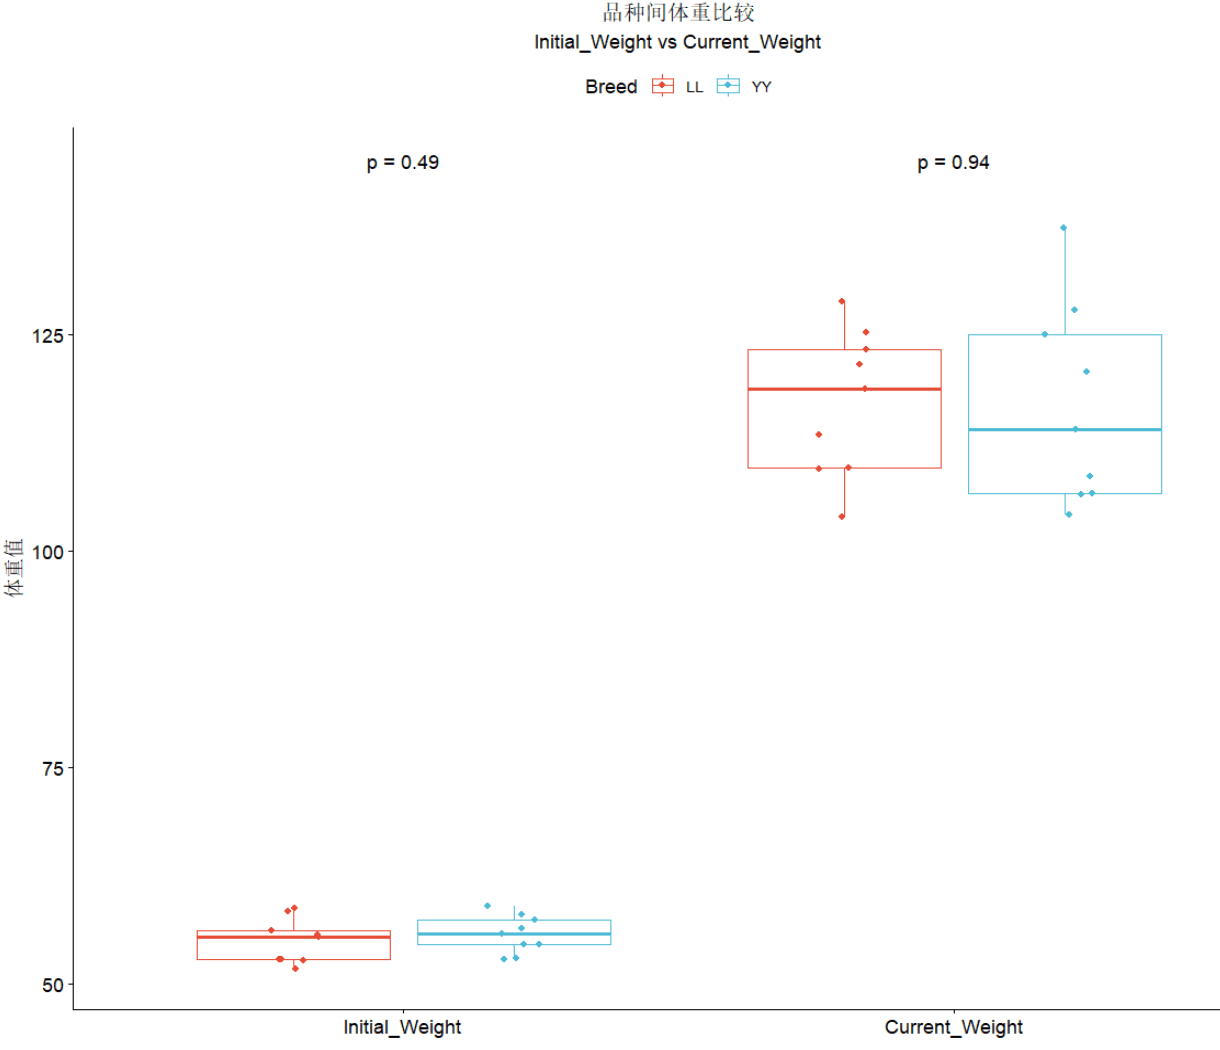 品种间体重比较
Initial_Weight vs Current_Weight
Breed LL YY
p = 0.49 p = 0.94
125
100
75
50
体重值
Initial_Weight Current_Weight